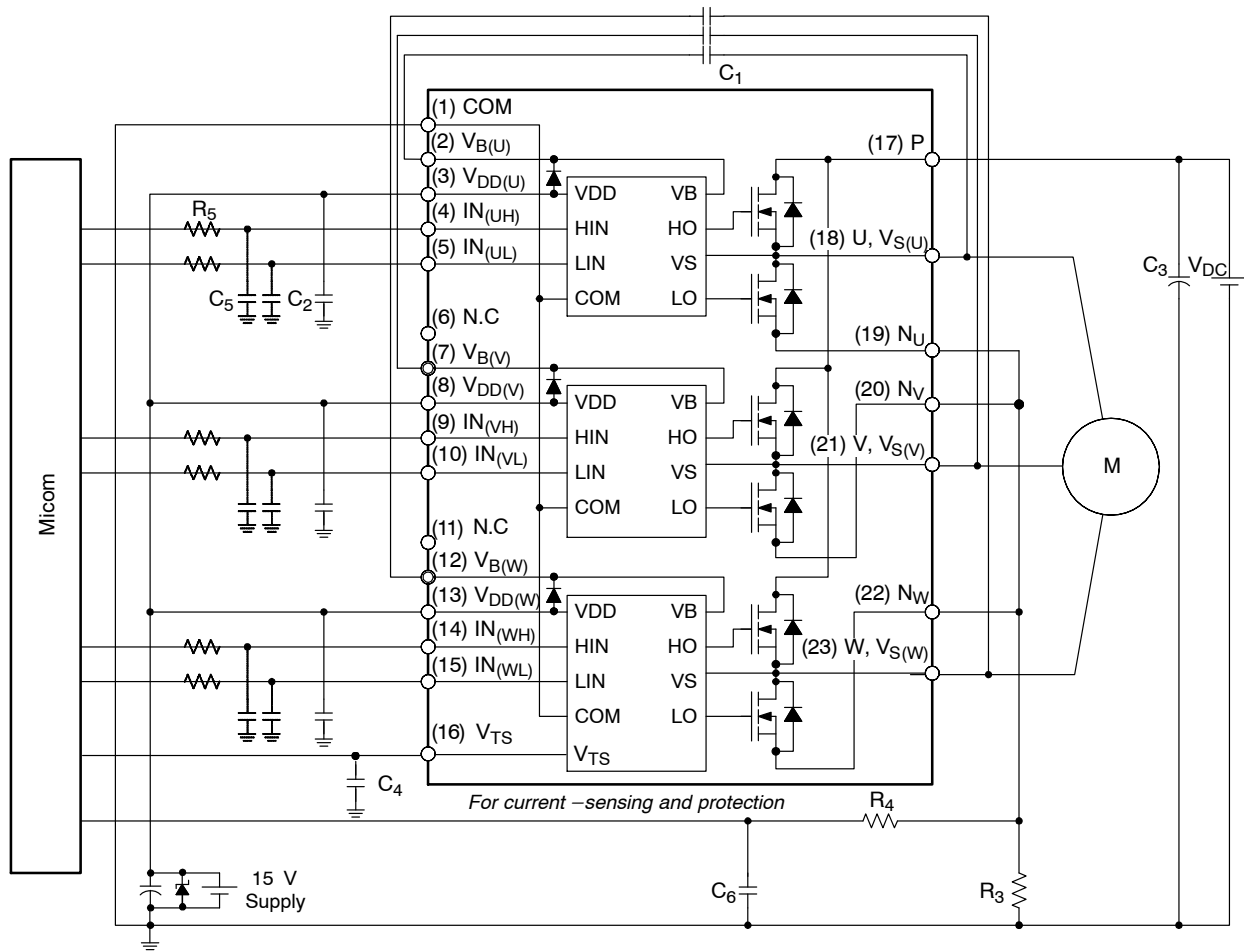 C1
(1) COM
(2) VB(U)
(3) VDD(U)
(4) IN(UH)
(5) IN(UL)
(6) N.C
(7) VB(V)
(8) VDD(V)
(9) IN(VH)
(10) IN(VL)
(11) N.C
(12) VB(W)
(13) VDD(W)
(14) IN(WH)
(15) IN(WL)
(16) VTS
Micom
R5
C5
C2
C4
VDD
HIN
LIN
COM
VB
HO
VS
LO
VDD
HIN
LIN
COM
VB
HO
VS
LO
VDD
HIN
LIN
COM
VTS
VB
HO
VS
LO
(17) P
(18) U, VS(U)
(19) NU
(20) NV
(21) V, VS(V)
(22) NW
(23) W, VS(W)
C3
VDC
M
For current –sensing and protection
R4
15 V
Supply
C6
R3